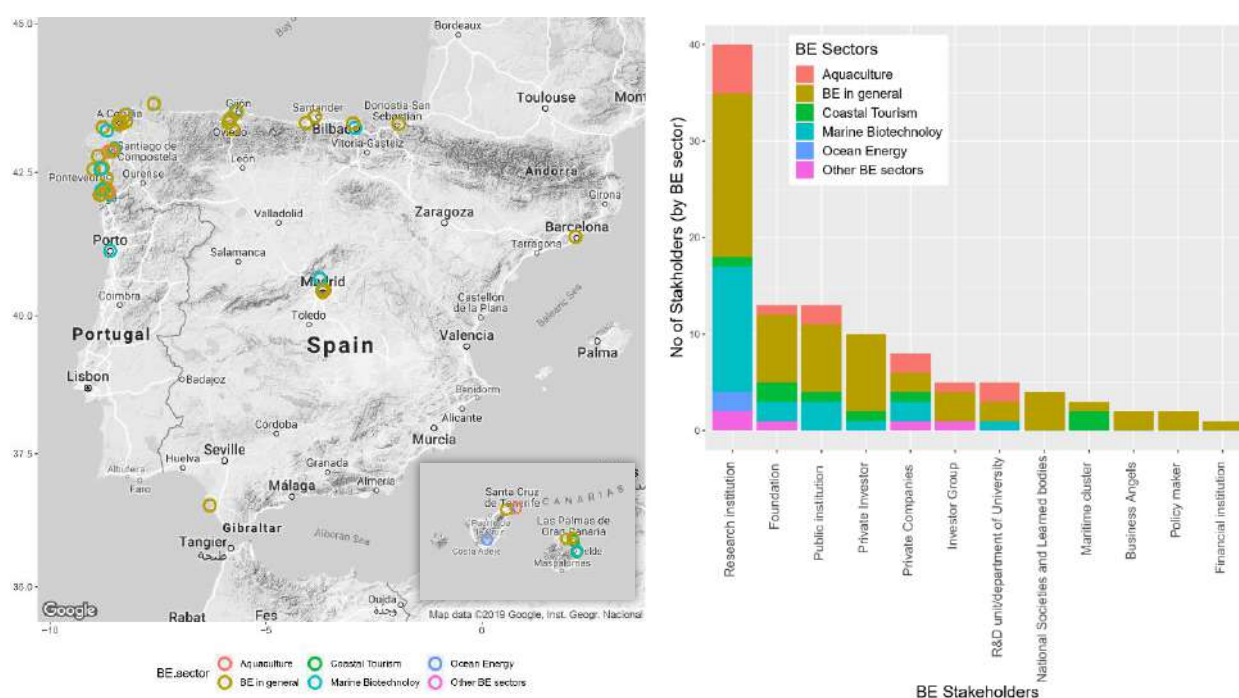 45.0
42.5
40.0
37.5
35.0
−10
−5
0
Bordeaux
Toulouse
Mont
A Coruña
Gijón
Oviedo
Santander
Bilbao
Donostia-San
Sebastián
Vitoria-Gasteiz
Santiago de
Compostela
León
Pontevedra
Ourense
Andorra
Girona
Valladolid
Zaragoza
Barcelona
Tarragona
Porto
Salamanca
Madrid
Coimbra
Toledo
Castellón
de la Plana
Balearic Sea
Portugal
Spain
Valencia
Palma
Lisbon
Badajoz
Benidorm
Alicante
Córdoba
Murcia
Seville
Albufeira
Faro
Huelva
Granada
Málaga
Almería
Gibraltar
Alboran Sea
Tangier
طنجة
Santa Cruz
de Tenerife
CANARIAS
Las Palmas de
Gran Canaria
Costa Adeje
Maspalomas
Google
Rabat
Fes
Oujda
وجدة
Map data ©2019 Google, Inst. Geogr. Nacional
BE.sector
Aquaculture
BE in general
Coastal Tourism
Marine Biotechnoloy
Ocean Energy
Other BE sectors
No of Stakholders (by BE sector)
40
30
20
10
0
BE Sectors
Aquaculture
BE in general
Coastal Tourism
Marine Biotechnoloy
Ocean Energy
Other BE sectors
Research institution
Foundation
Public institution
Private Investor
Private Companies
Investor Group
R&D unit/department of University
National Societies and Learned bodies
Maritime cluster
Business Angels
Policy maker
Financial institution
BE Stakeholders